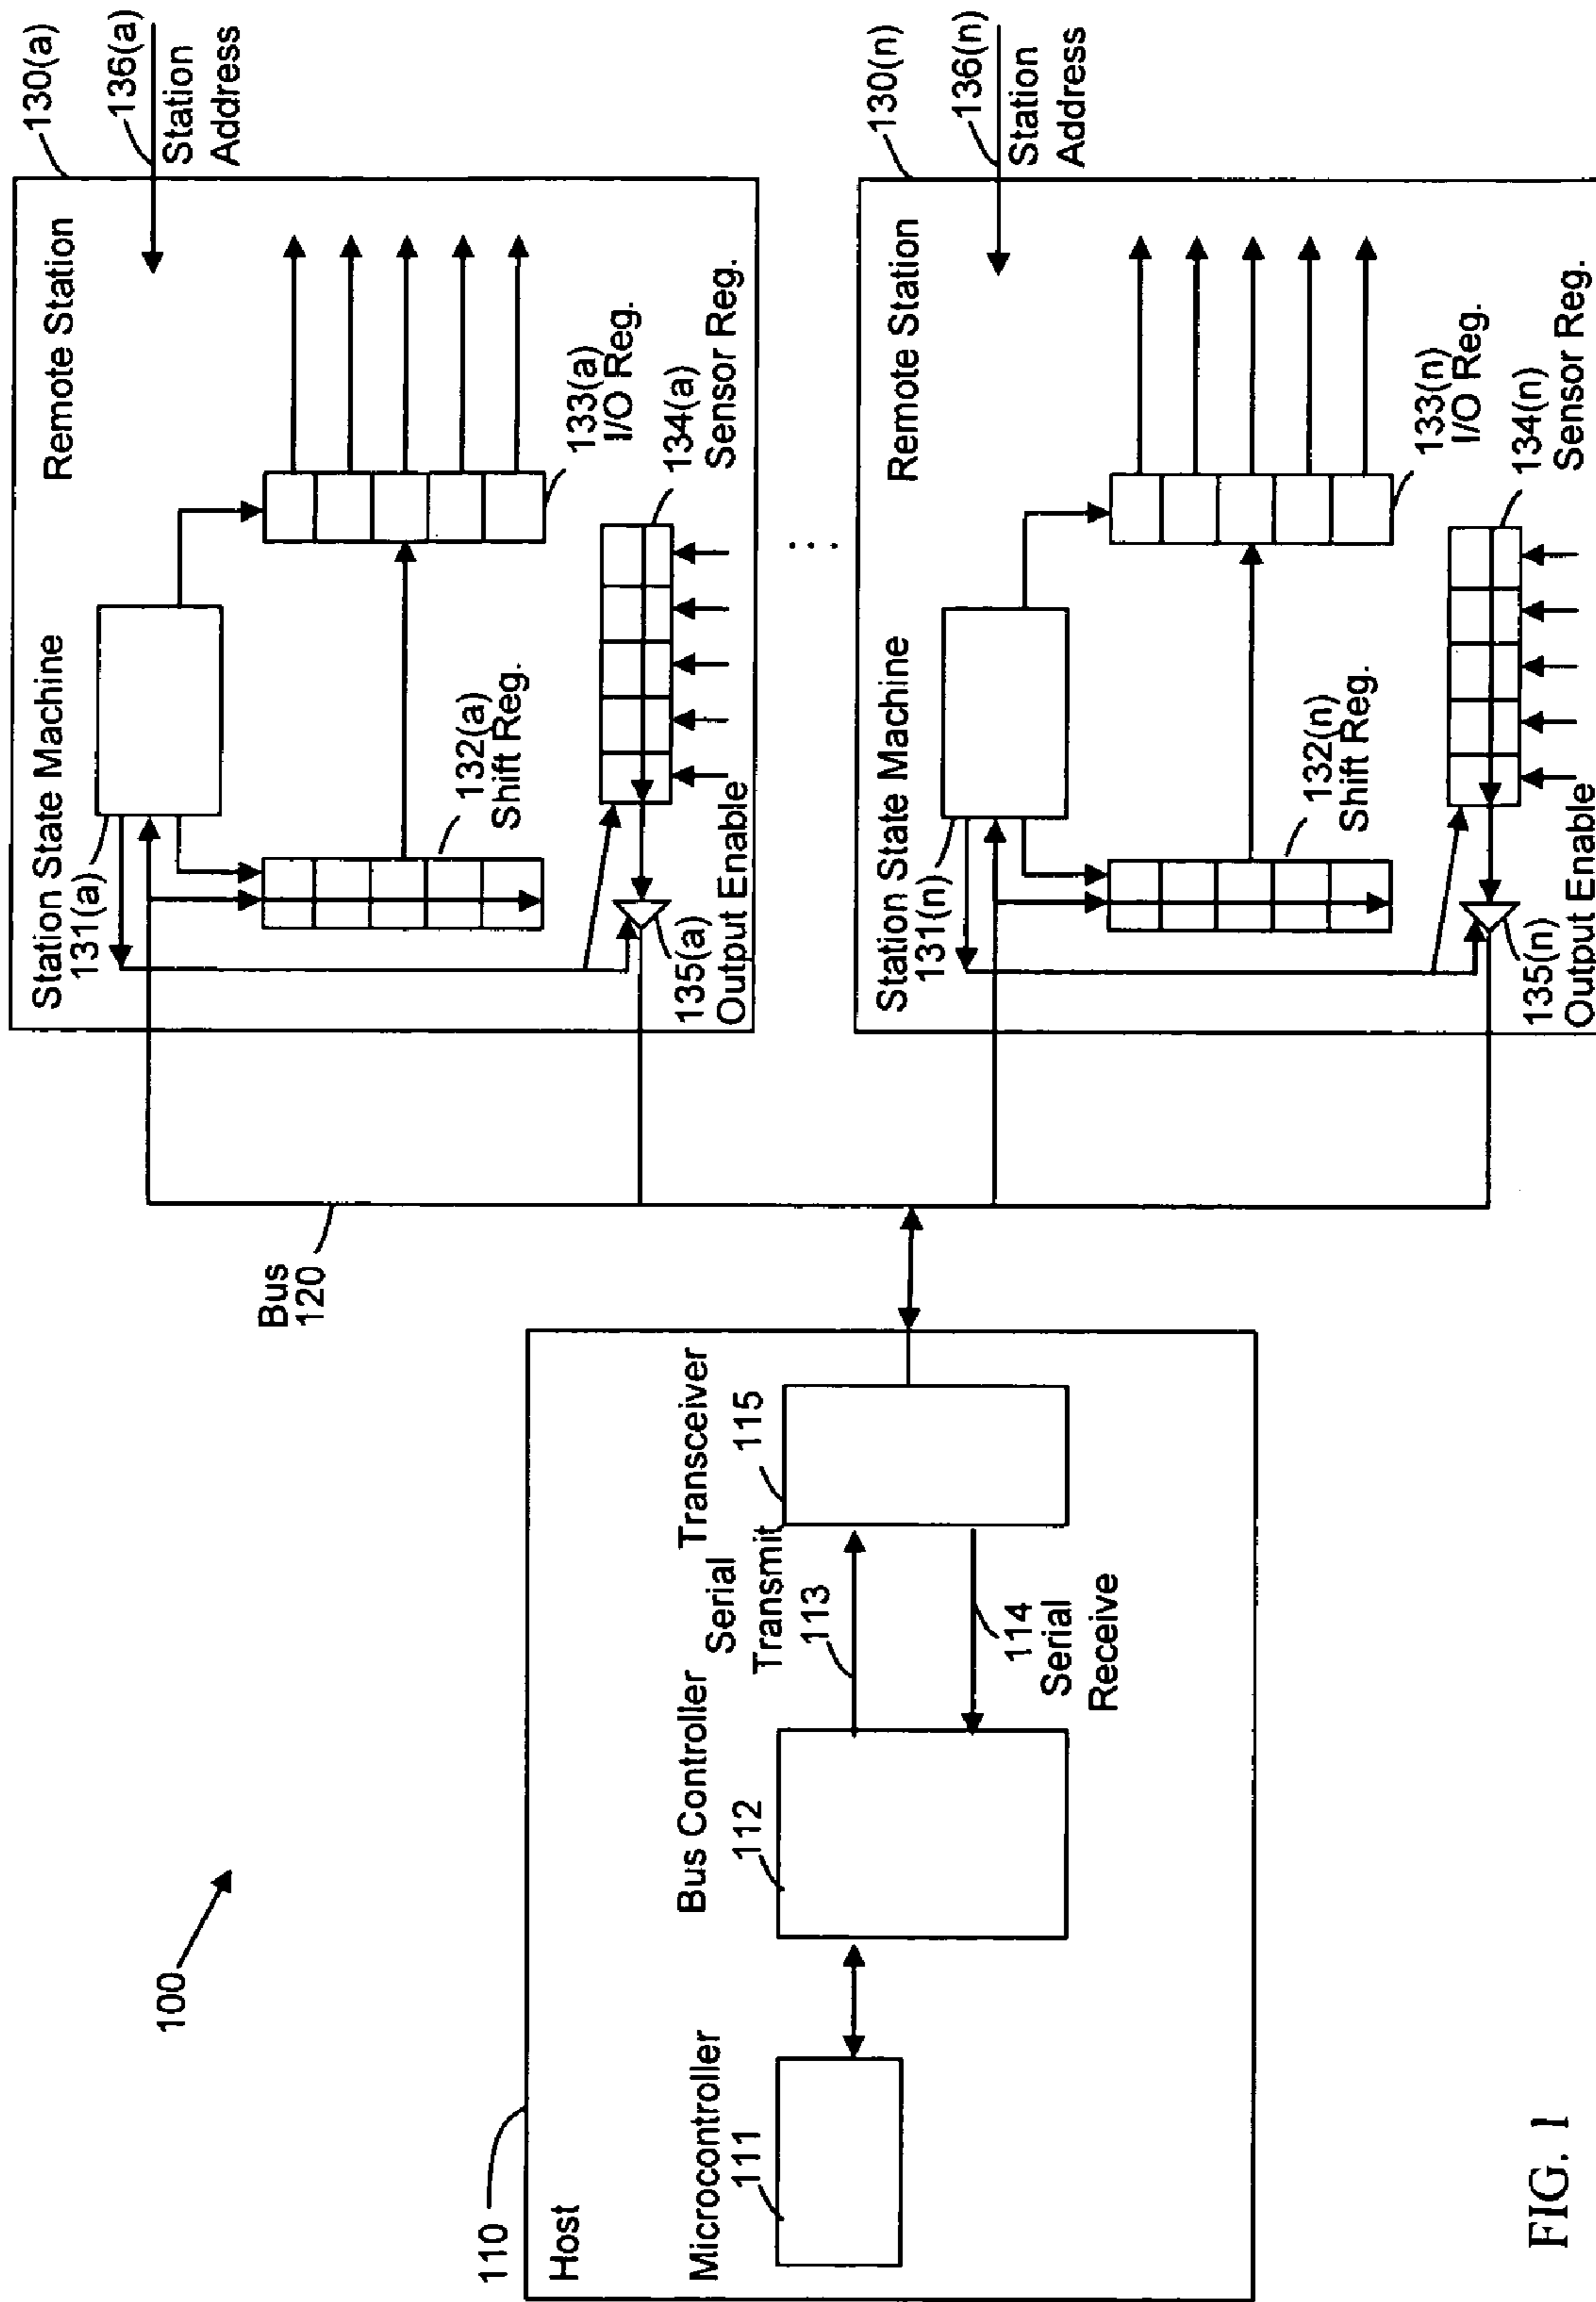 100
110
Host
Microcontroller
111
Bus Controller
112
Serial
Transmit
113
114
Serial
Receive
Transceiver
115
Bus
120
Remote Station
130(a)
136(a)
Station
Address
Station State Machine
131(a)
132(a)
Shift Reg.
133(a)
I/O Reg.
134(a)
Sensor Reg.
135(a)
Output Enable
Remote Station
130(n)
136(n)
Station
Address
Station State Machine
131(n)
132(n)
Shift Reg.
133(n)
I/O Reg.
134(n)
Sensor Reg.
135(n)
Output Enable
FIG. 1